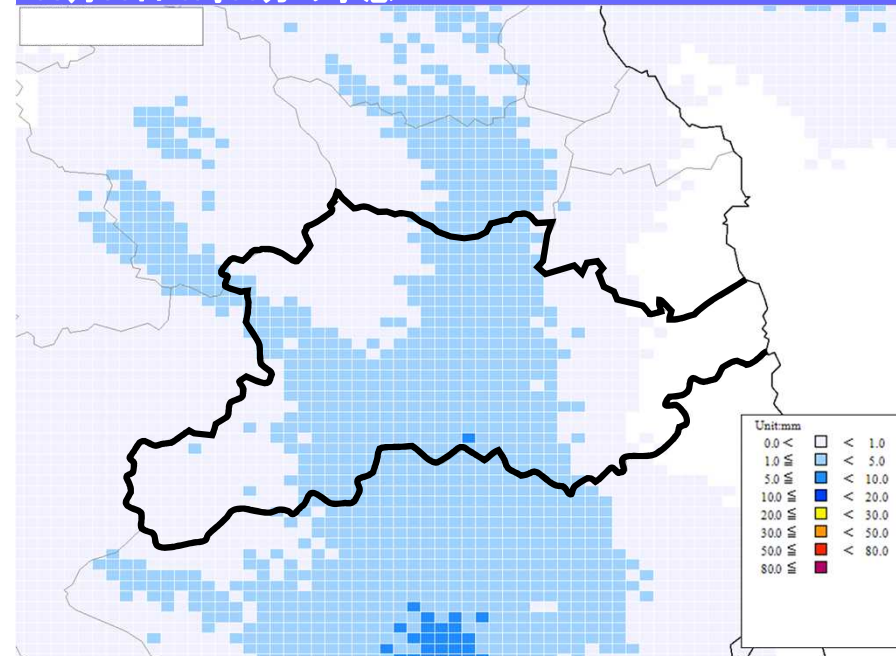 Unit:mm
0.0 < < 1.0
1.0 ≦ < 5.0
5.0 ≦ < 10.0
10.0 ≦ < 20.0
20.0 ≦ < 30.0
30.0 ≦ < 50.0
50.0 ≦ < 80.0
80.0 ≦